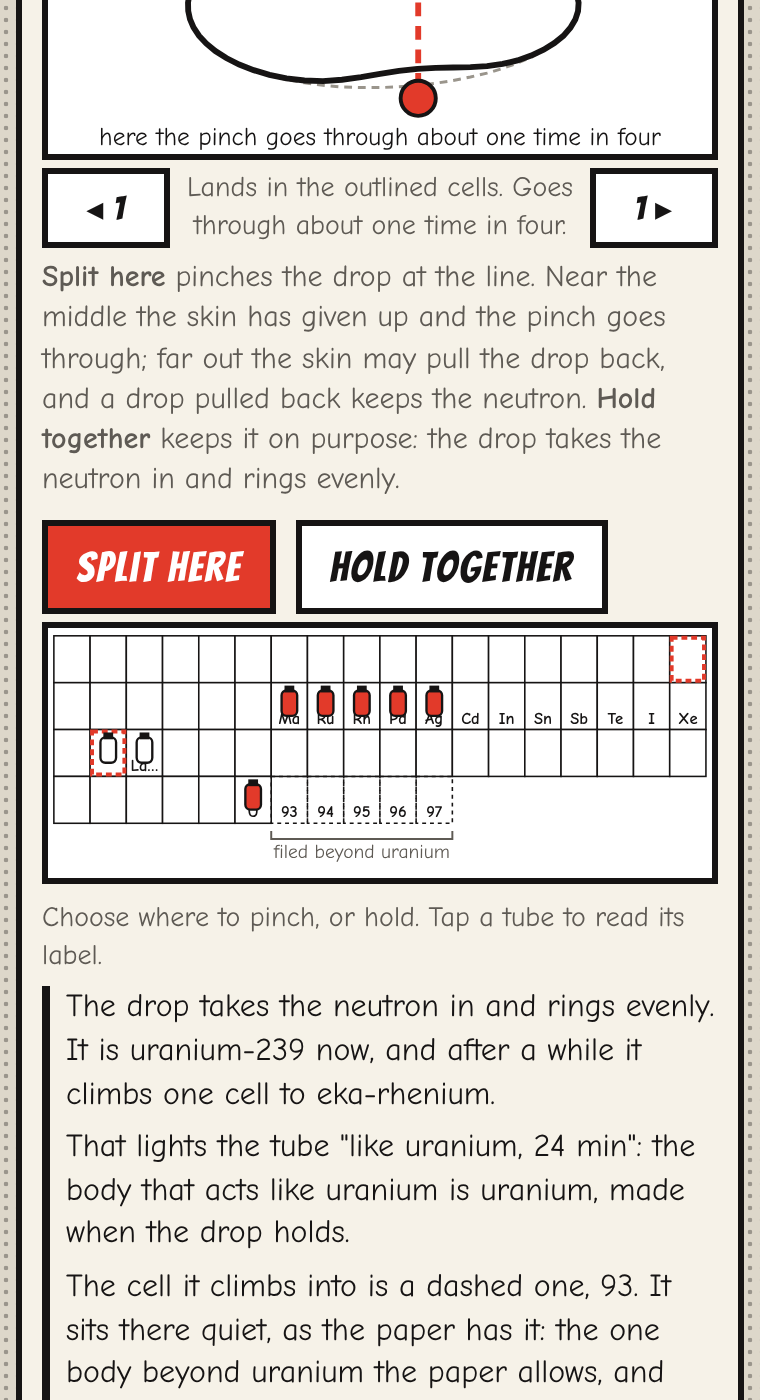 here the pinch goes through about one time in four
◂ 1
Lands in the outlined cells. Goes
through about one time in four.
1 ▸
Split here pinches the drop at the line. Near the
middle the skin has given up and the pinch goes
through; far out the skin may pull the drop back,
and a drop pulled back keeps the neutron. Hold
together keeps it on purpose: the drop takes the
neutron in and rings evenly.
SPLIT HERE
HOLD TOGETHER
Ma Ru Rh Pd Ag Cd In Sn Sb Te I Xe
La...
U 93 94 95 96 97
filed beyond uranium
Choose where to pinch, or hold. Tap a tube to read its
label.
The drop takes the neutron in and rings evenly.
It is uranium-239 now, and after a while it
climbs one cell to eka-rhenium.
That lights the tube "like uranium, 24 min": the
body that acts like uranium is uranium, made
when the drop holds.
The cell it climbs into is a dashed one, 93. It
sits there quiet, as the paper has it: the one
body beyond uranium the paper allows, and